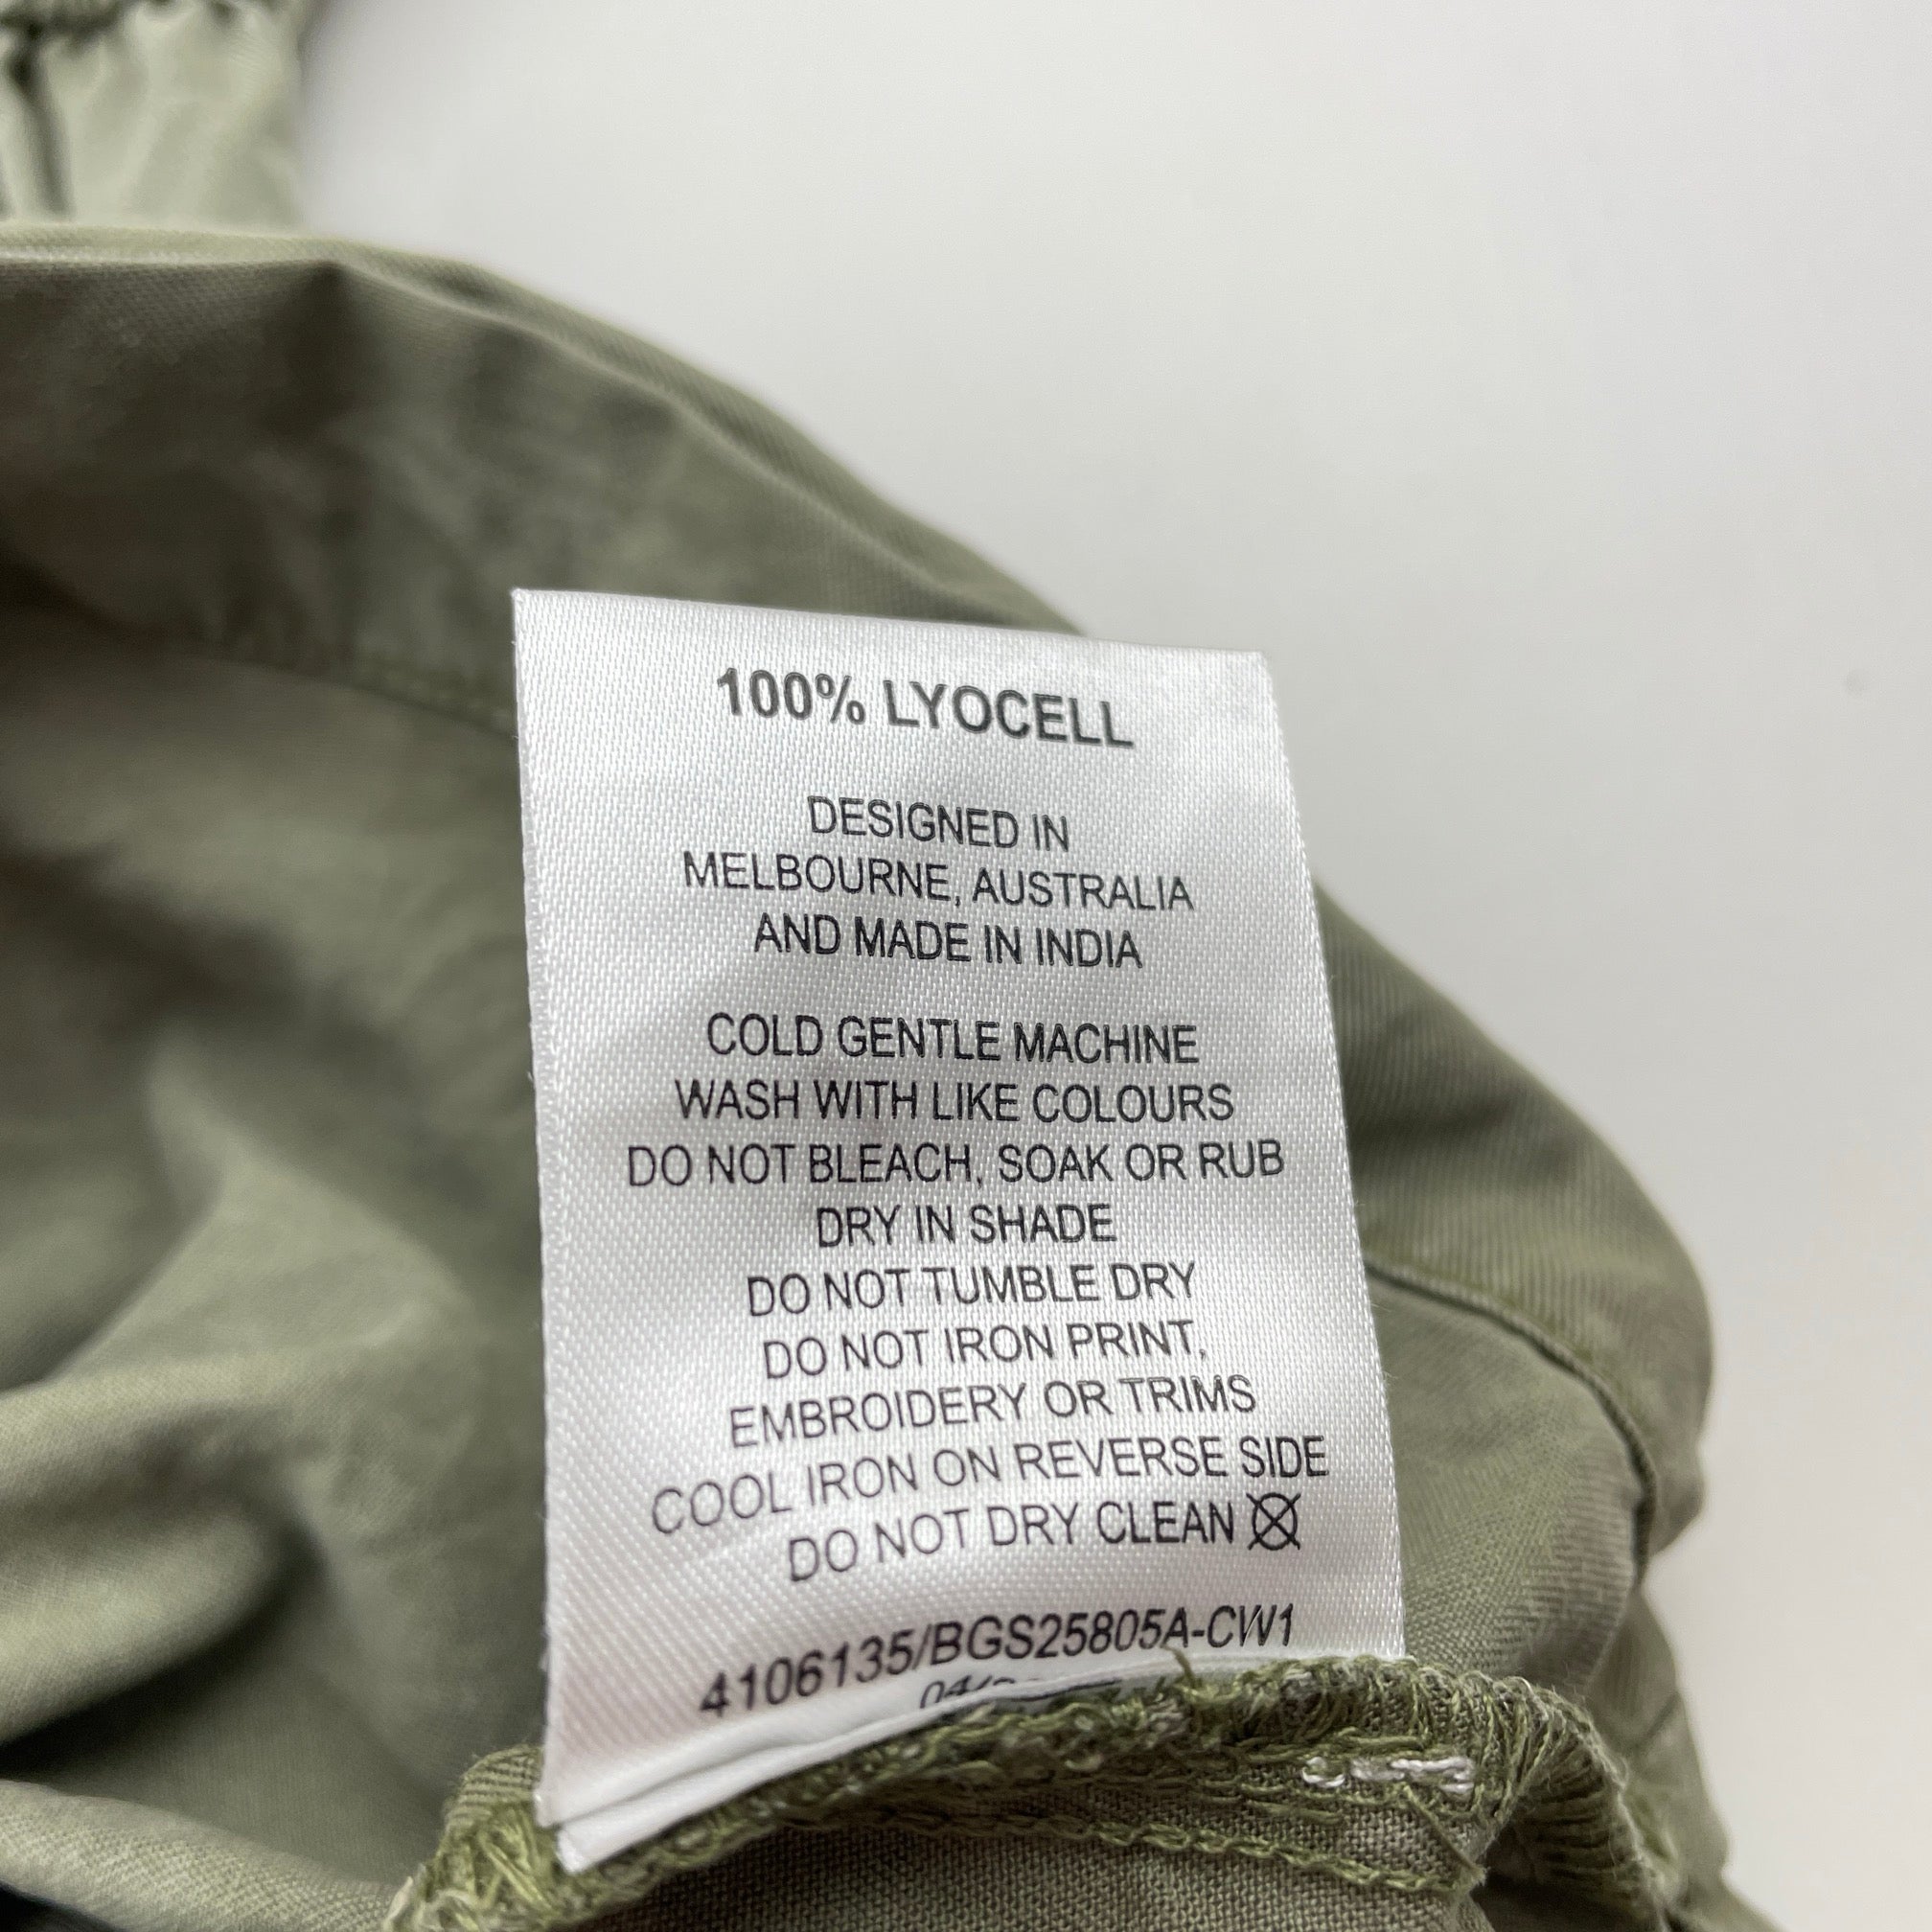 100% LYOCELL
DESIGNED IN
MELBOURNE, AUSTRALIA
AND MADE IN INDIA
COLD GENTLE MACHINE
WASH WITH LIKE COLOURS
DO NOT BLEACH, SOAK OR RUB
DRY IN SHADE
DO NOT TUMBLE DRY
DO NOT IRON PRINT,
EMBROIDERY OR TRIMS
COOL IRON ON REVERSE SIDE
DO NOT DRY CLEAN
4106135/BGS25805A-CW1